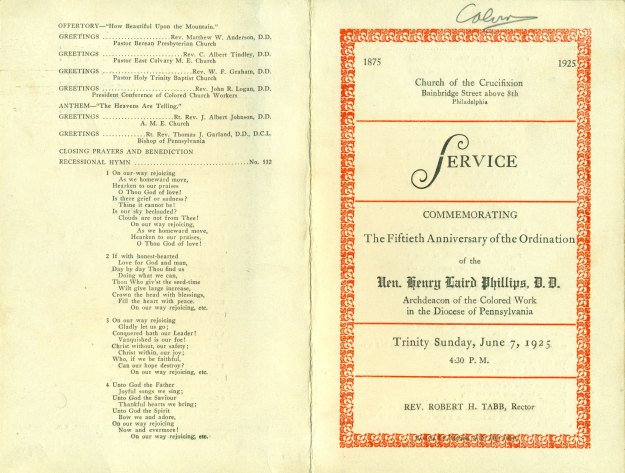 OFFERTORY—"How Beautiful Upon the Mountain."
GREETINGS ....................Rev. Matthew W. Anderson, D.D.
Pastor Berean Presbyterian Church
GREETINGS ........................Rev. C. Albert Tindley, D.D.
Pastor East Calvary M. E. Church
GREETINGS ...........................Rev. W. F. Graham, D.D.
Pastor Holy Trinity Baptist Church
GREETINGS ............................Rev. John R. Logan, D.D.
President Conference of Colored Church Workers
ANTHEM—"The Heavens Are Telling."
GREETINGS .....................Rt. Rev. J. Albert Johnson, D.D.
A. M. E. Church
GREETINGS .............Rt. Rev. Thomas J. Garland, D.D., D.C.L.
Bishop of Pennsylvania
CLOSING PRAYERS AND BENEDICTION
RECESSIONAL HYMN ............................No. 512
1 On our way rejoicing
As we homeward move,
Hearken to our praises
O Thou God of love!
Is there grief or sadness?
Thine it cannot be!
Is our sky beclouded?
Clouds are not from Thee!
On our way rejoicing,
As we homeward move,
Hearken to our praises,
O Thou God of love!
2 If with honest-hearted
Love for God and man,
Day by day Thou find us
Doing what we can,
Thou Who giv'st the seed-time
Wilt give large increase,
Crown the head with blessings,
Fill the heart with peace.
On our way rejoicing, etc.
3 On our way rejoicing
Gladly let us go;
Conquered hath our Leader!
Vanquished is our foe!
Christ without, our safety;
Christ within, our joy;
Who, if we be faithful,
Can our hope destroy?
On our way rejoicing, etc.
4 Unto God the Father
Joyful songs we sing;
Unto God the Saviour
Thankful hearts we bring;
Unto God the Spirit
Bow we and adore,
On our way rejoicing
Now and evermore!
On our way rejoicing, etc.
1875 1925
Church of the Crucifixion
Bainbridge Street above 8th
Philadelphia
SERVICE
COMMEMORATING
The Fiftieth Anniversary of the Ordination
of the
Ven. Henry Laird Phillips, D. D.
Archdeacon of the Colored Work
in the Diocese of Pennsylvania
Trinity Sunday, June 7, 1925
4:30 P. M.
REV. ROBERT H. TABB, Rector